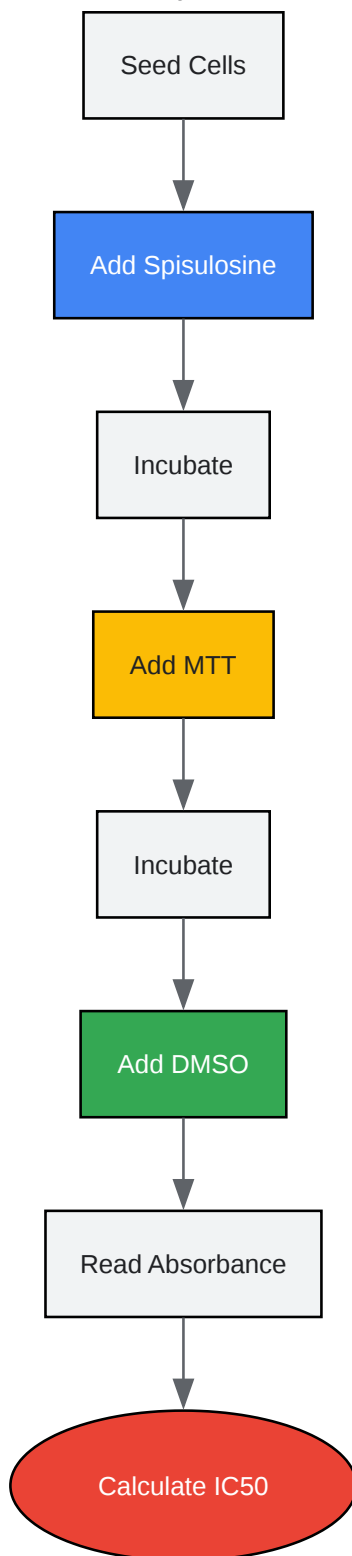 Seed Cells
Add Spisulosine
Incubate
Add MTT
Incubate
Add DMSO
Read Absorbance
Calculate IC50